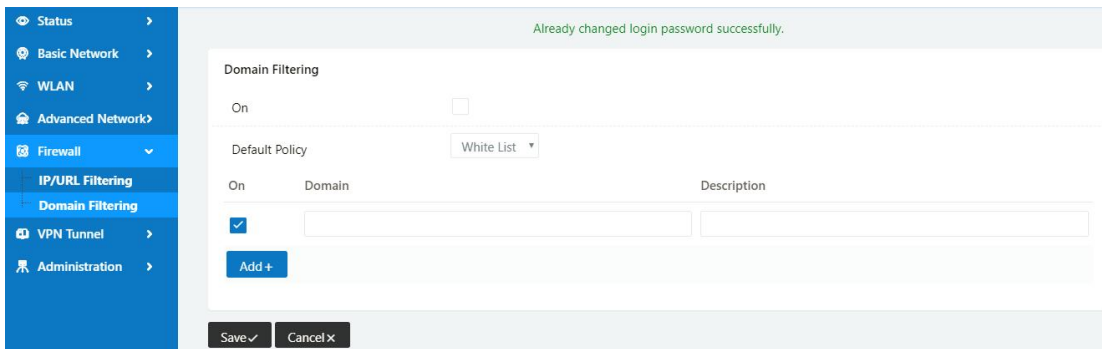 Status
Basic Network
WLAN
Advanced Network
Firewall
IP/URL Filtering
Domain Filtering
VPN Tunnel
Administration
Already changed login password successfully.
Domain Filtering
On
Default Policy White List
On Domain Description
Add+
Save Cancel